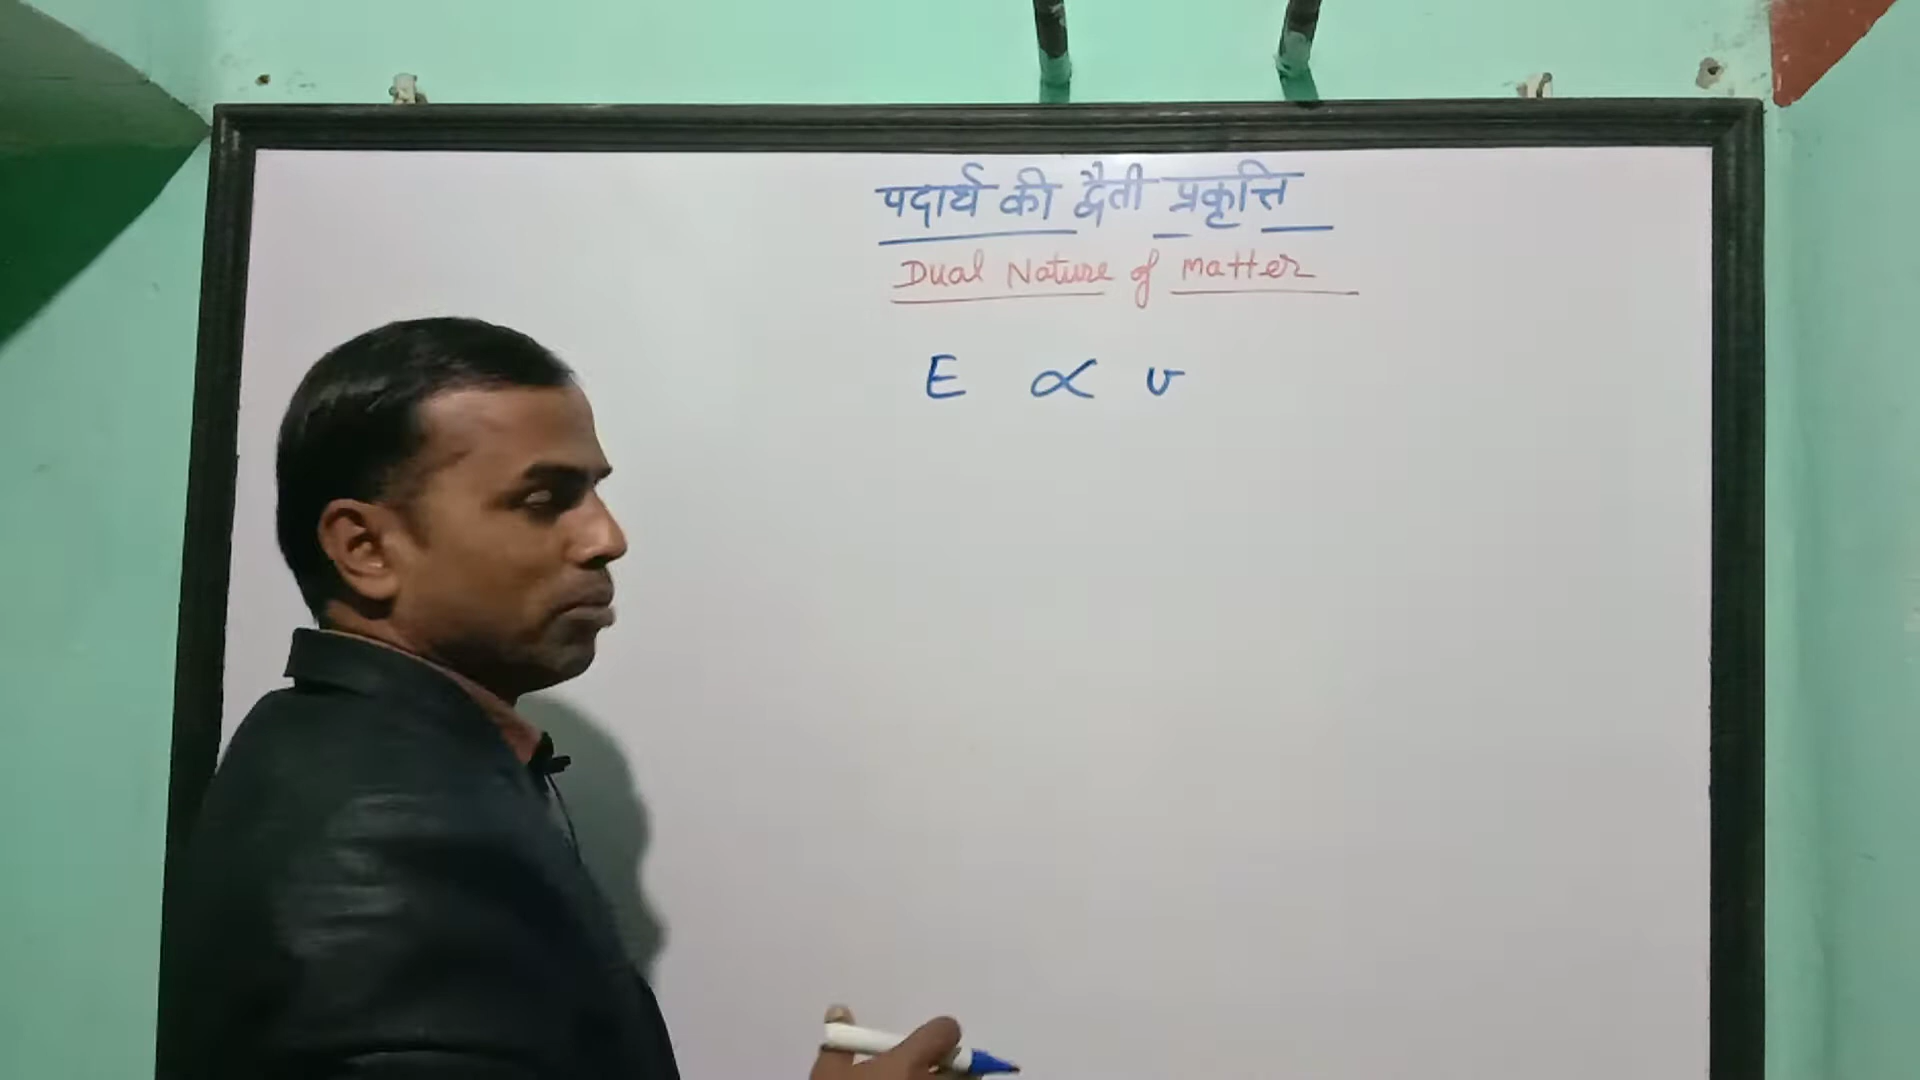 पदार्थ की द्वैती प्रकृत्ति
Dual Nature of Matter
E ∝ υ